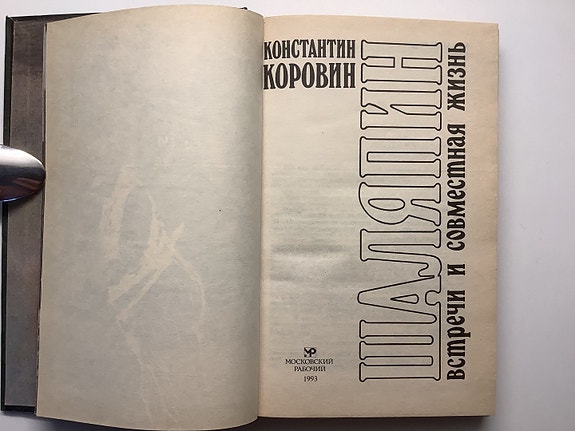 КОНСТАНТИН
КОРОВИН
ШАЛЯПИН
встречи и совместная жизнь
МОСКОВСКИЙ
РАБОЧИЙ
1993